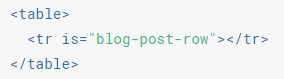 <table>
  <tr is="blog-post-row"></tr>
</table>